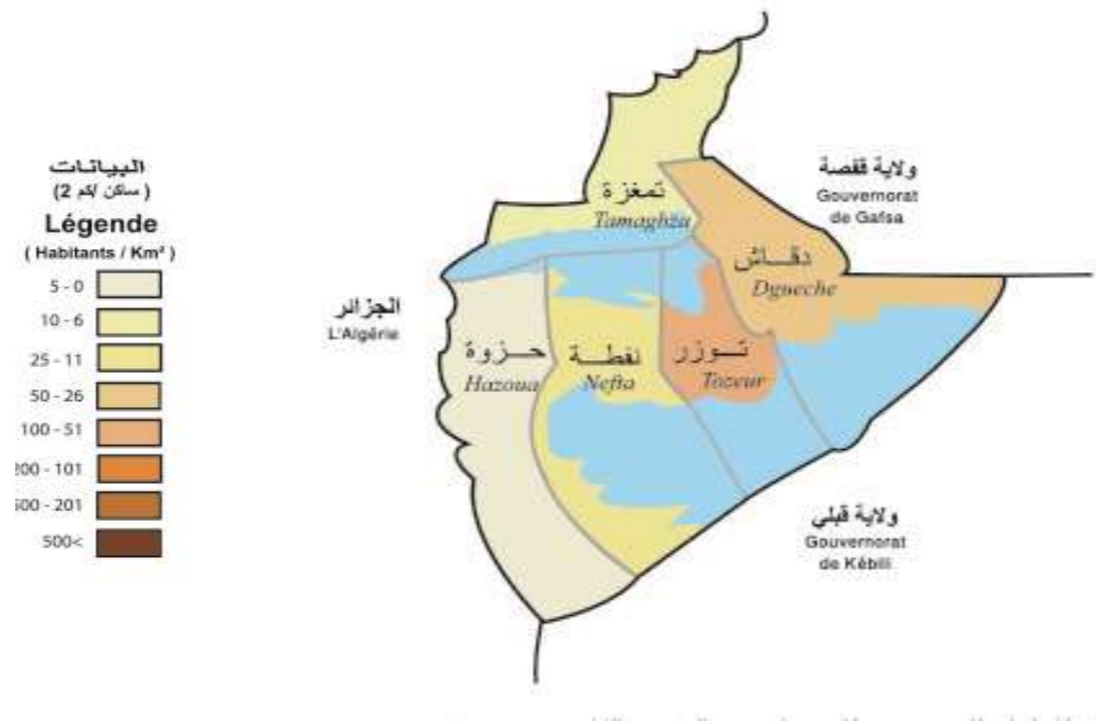 البيانات
( ساكن /كم 2)
Légende
( Habitants / Km² )
5 - 0
10 - 6
25 - 11
50 - 26
100 - 51
200 - 101
500 - 201
500<
تمغزة
Tamaghza
ولاية قفصة
Gouvernorat
de Gafsa
دقاش
Dgueche
الجزائر
L'Algérie
حزوة
Hazoua
نفطة
Nefta
توزر
Tozeur
ولاية قبلي
Gouvernorat
de Kébili